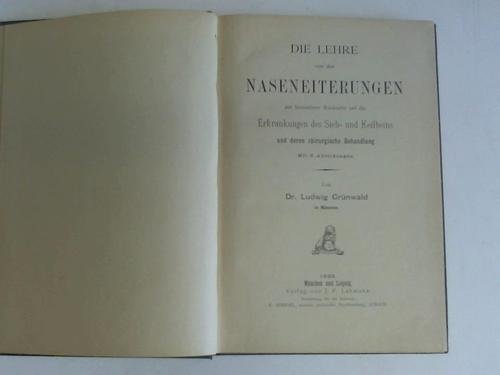 DIE LEHRE
von den
NASENEITERUNGEN
mit besonderer Rücksicht auf die
Erkrankungen des Sieb- und Keilbeins
und deren chirurgische Behandlung
Von
Dr. Ludwig Grünwald
in München.
München und Leipzig
Verlag von J. F. Lehmann